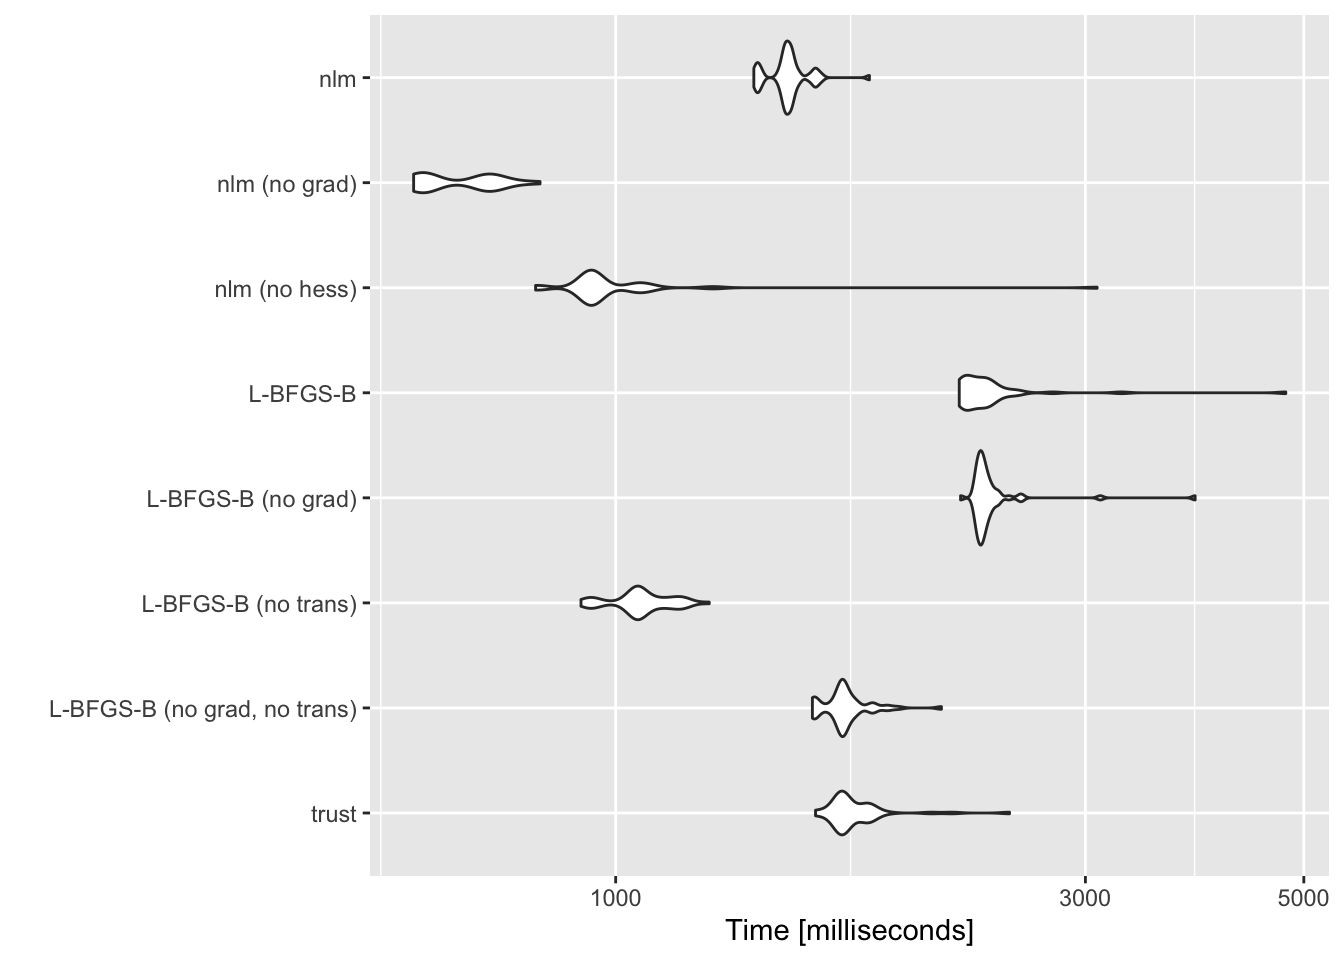 nlm
nlm (no grad)
nlm (no hess)
L-BFGS-B
L-BFGS-B (no grad)
L-BFGS-B (no trans)
L-BFGS-B (no grad, no trans)
trust
1000 3000 5000
Time [milliseconds]